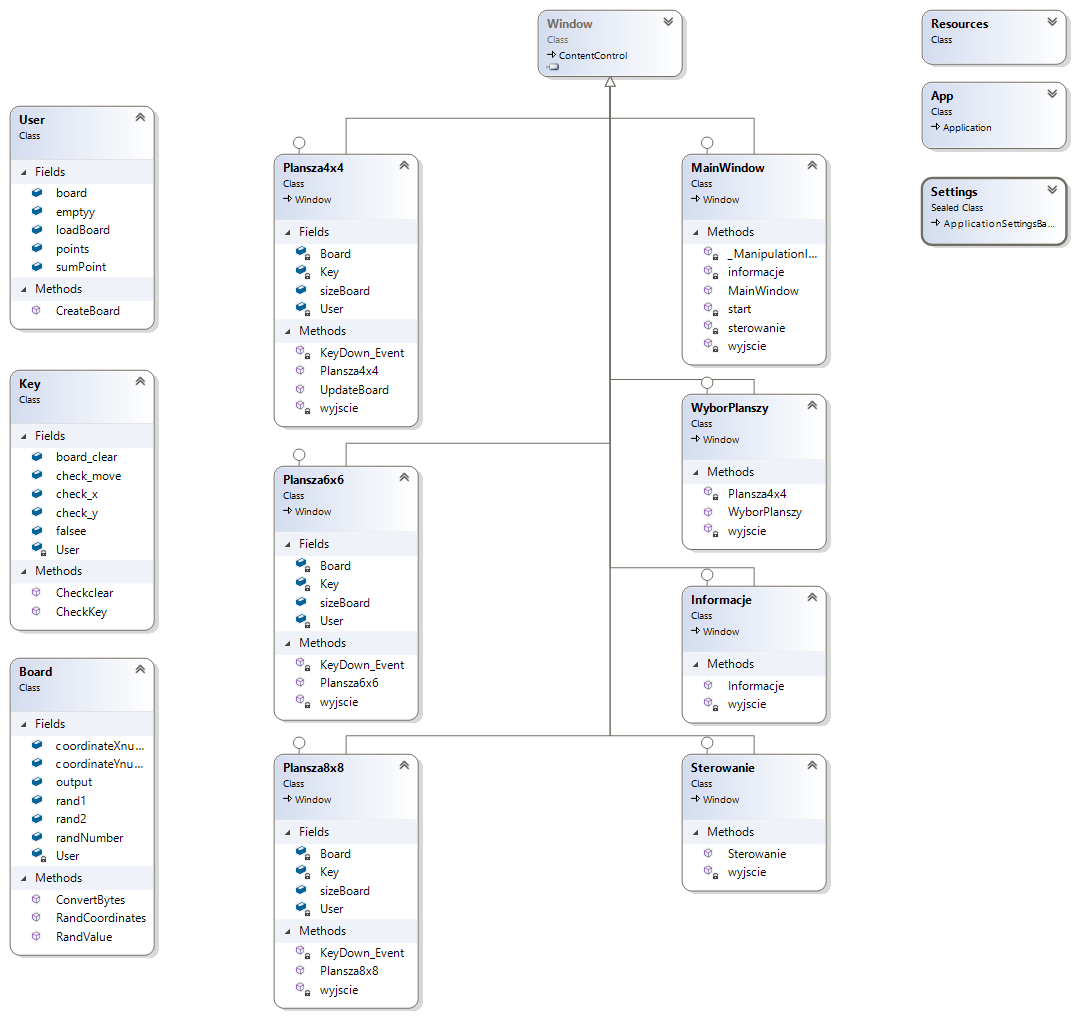 Window
Class
ContentControl
Resources
Class
App
Class
Application
Settings
Sealed Class
ApplicationSettingsBa...
User
Class
Fields
board
emptyy
loadBoard
points
sumPoint
Methods
CreateBoard
Key
Class
Fields
board_clear
check_move
check_x
check_y
falsee
User
Methods
Checkclear
CheckKey
Board
Class
Fields
coordinateXnu...
coordinateYnu...
output
rand1
rand2
randNumber
User
Methods
ConvertBytes
RandCoordinates
RandValue
Plansza4x4
Class
Window
Fields
Board
Key
sizeBoard
User
Methods
KeyDown_Event
Plansza4x4
UpdateBoard
wyjscie
Plansza6x6
Class
Window
Fields
Board
Key
sizeBoard
User
Methods
KeyDown_Event
Plansza6x6
wyjscie
Plansza8x8
Class
Window
Fields
Board
Key
sizeBoard
User
Methods
KeyDown_Event
Plansza8x8
wyjscie
MainWindow
Class
Window
Methods
_ManipulationI...
informacje
MainWindow
start
sterowanie
wyjscie
WyborPlanszy
Class
Window
Methods
Plansza4x4
WyborPlanszy
wyjscie
Informacje
Class
Window
Methods
Informacje
wyjscie
Sterowanie
Class
Window
Methods
Sterowanie
wyjscie